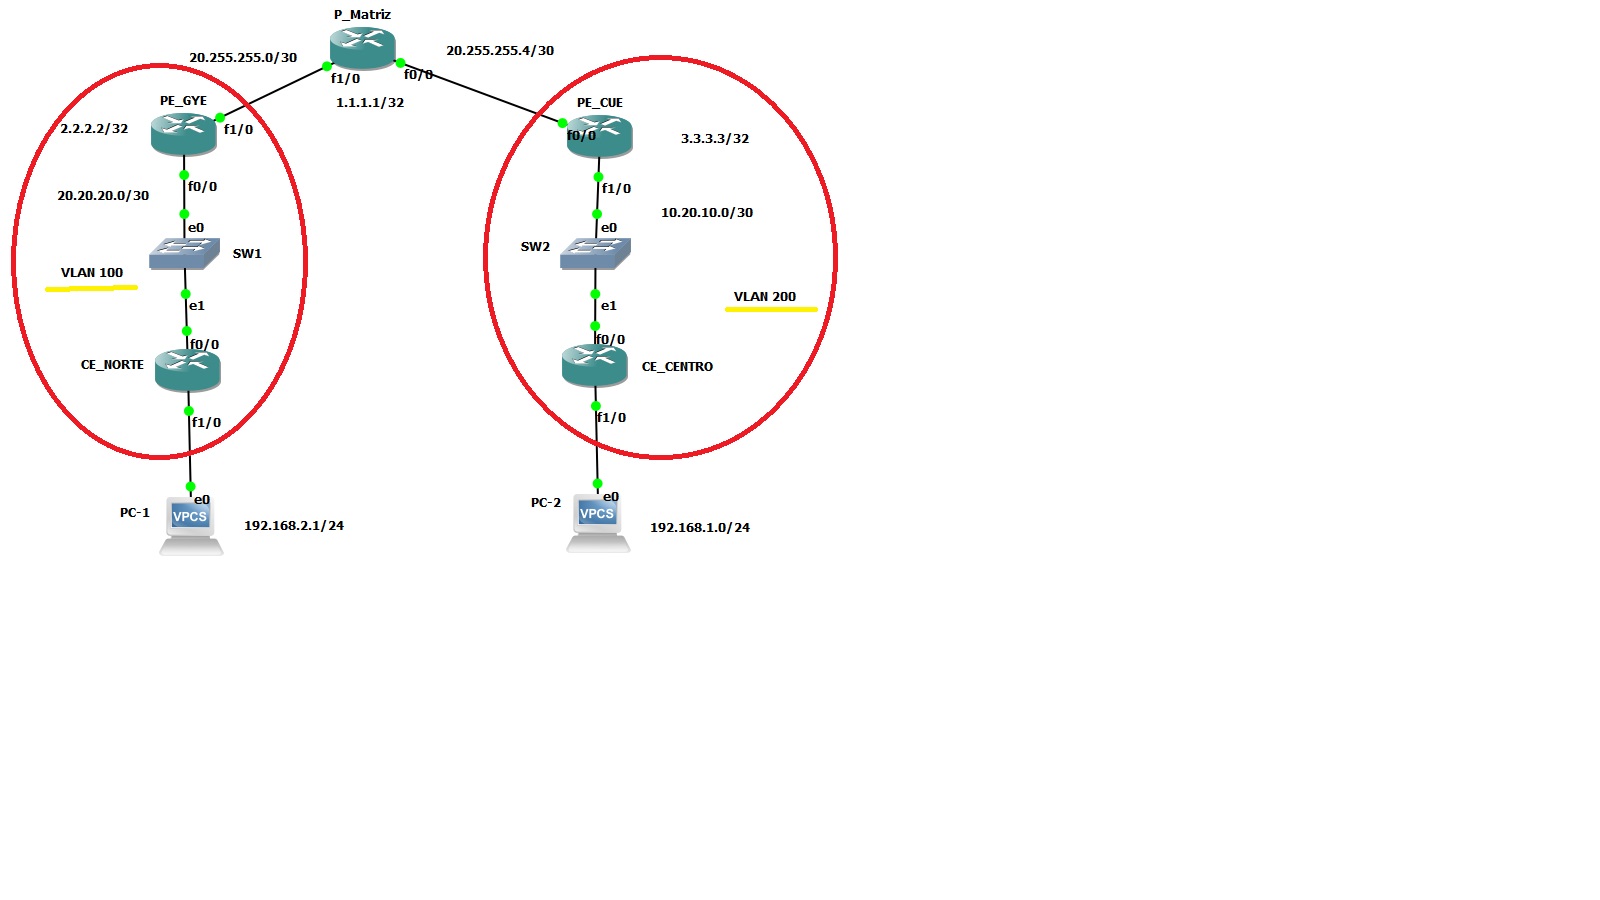 P_Matriz
20.255.255.0/30
20.255.255.4/30
f1/0
f0/0
1.1.1.1/32
PE_GYE
2.2.2.2/32
f1/0
f0/0
20.20.20.0/30
e0
SW1
VLAN 100
e1
f0/0
CE_NORTE
f1/0
e0
PC-1
VPCS
192.168.2.1/24
PE_CUE
f0/0
3.3.3.3/32
f1/0
10.20.10.0/30
e0
SW2
VLAN 200
e1
f0/0
CE_CENTRO
f1/0
e0
PC-2
VPCS
192.168.1.0/24